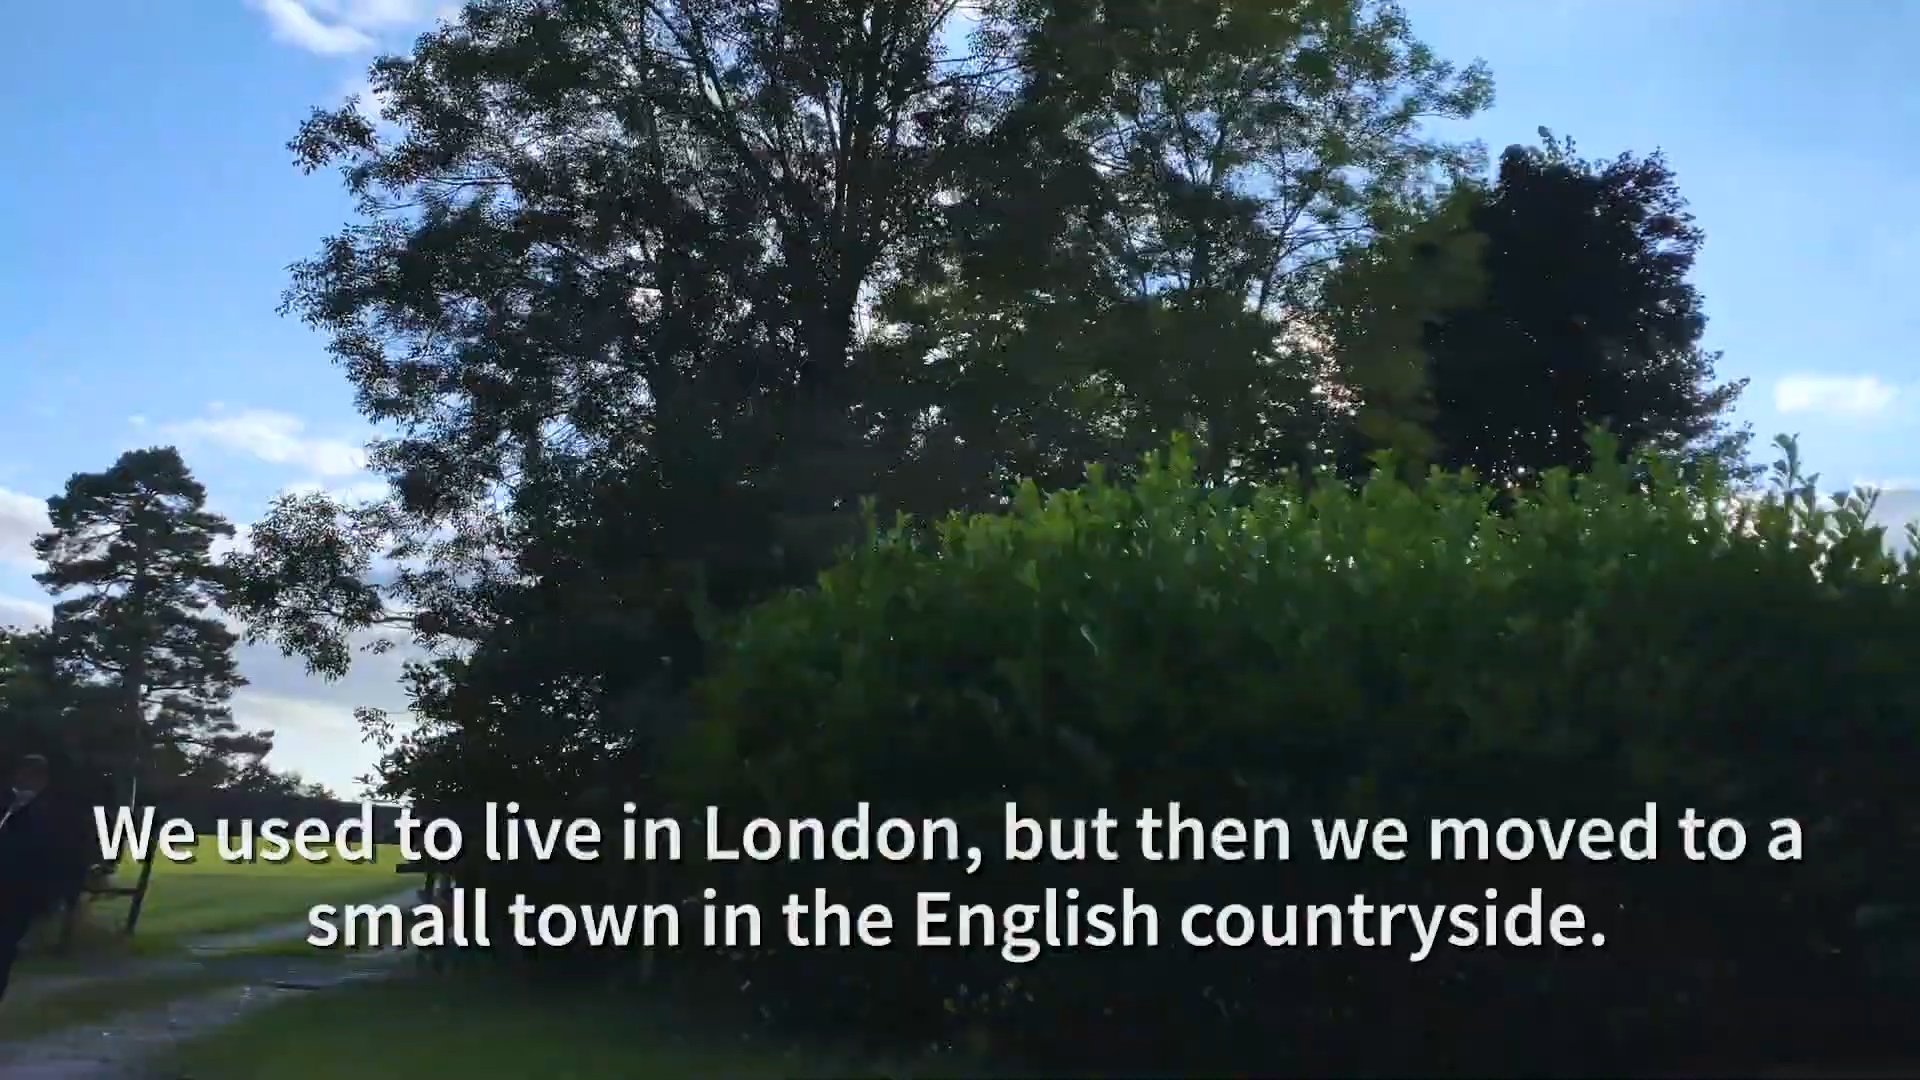 We used to live in London, but then we moved to a
small town in the English countryside.